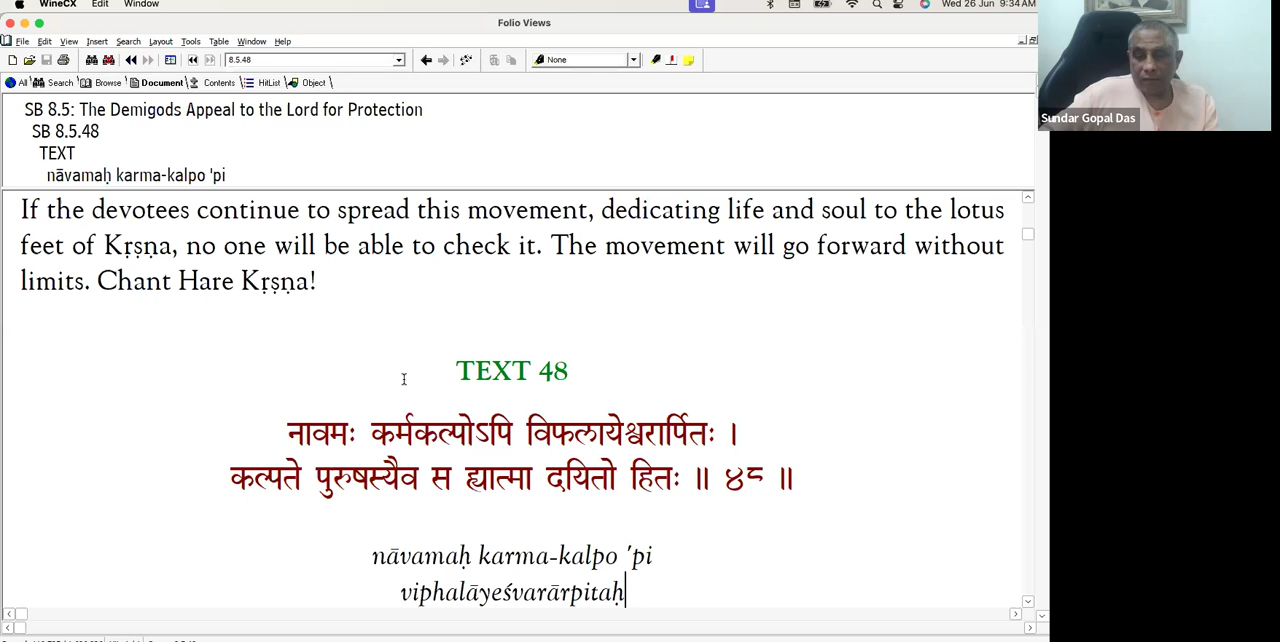 WineCX Edit Window Wed 26 Jun 9:34 AM
Folio Views
File Edit View Insert Search Layout Tools Table Window Help
8.5.48 None
All Search Browse Document Contents HitList Object
Sundar Gopal Das
SB 8.5: The Demigods Appeal to the Lord for Protection
SB 8.5.48
TEXT
nāvamaḥ karma-kalpo 'pi
If the devotees continue to spread this movement, dedicating life and soul to the lotus
feet of Kṛṣṇa, no one will be able to check it. The movement will go forward without
limits. Chant Hare Kṛṣṇa!
TEXT 48
नावमः कर्मकल्पोऽपि विफलायेश्वरार्पितः ।
कल्पते पुरुषस्यैव स ह्यात्मा दयितो हितः ॥ ४८ ॥
nāvamaḥ karma-kalpo 'pi
viphalāyeśvarārpitaḥ